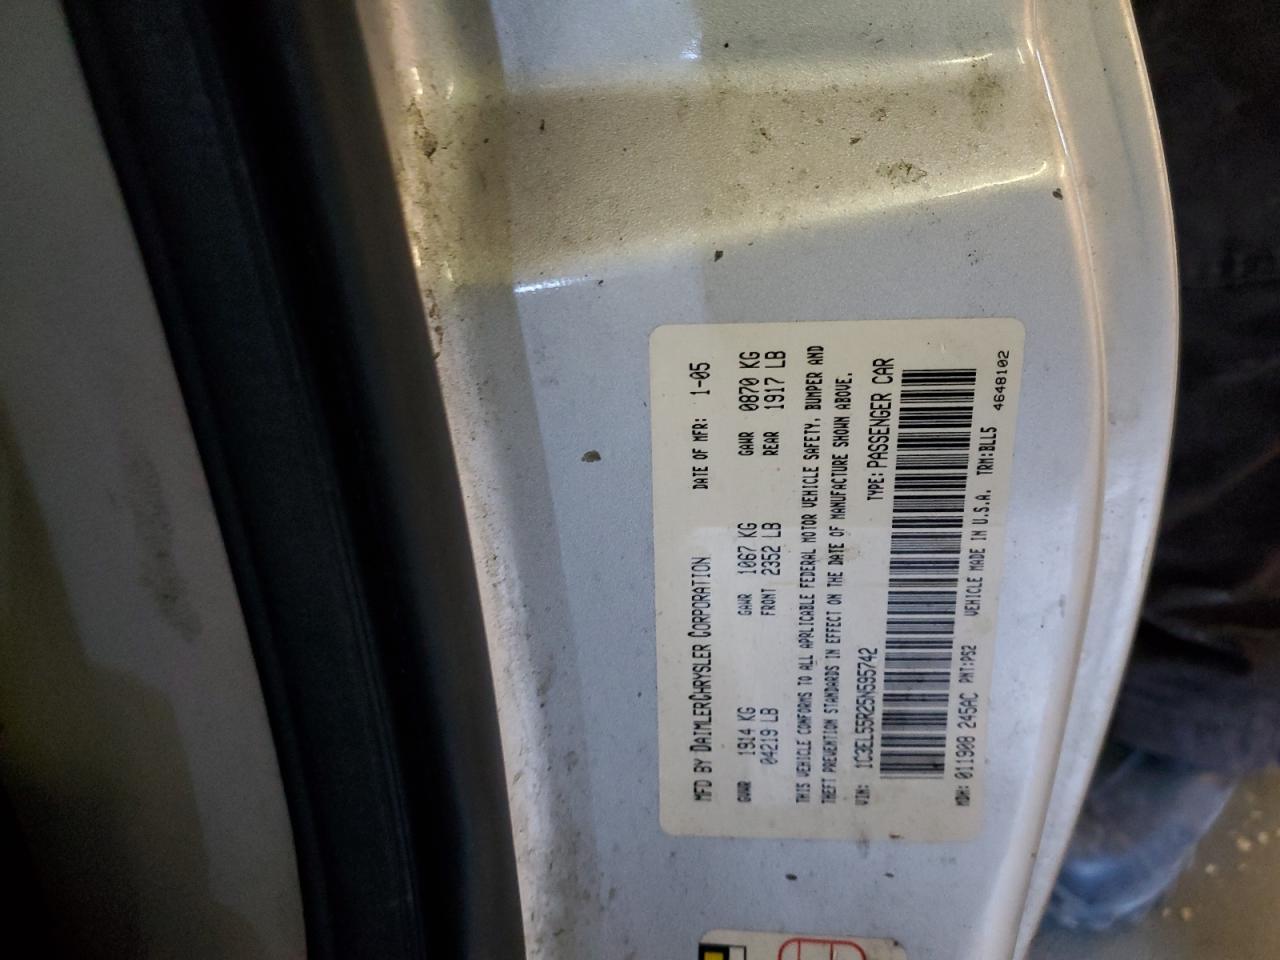 MFD BY DAIMLERCHRYSLER CORPORATION DATE OF MFR: 1-05
GVWR 1914 KG GAWR 1067 KG GAWR 0870 KG
04219 LB FRONT 2352 LB REAR 1917 LB
THIS VEHICLE CONFORMS TO ALL APPLICABLE FEDERAL MOTOR VEHICLE SAFETY, BUMPER AND
THEFT PREVENTION STANDARDS IN EFFECT ON THE DATE OF MANUFACTURE SHOWN ABOVE.
VIN: 1C3EL55R25N595742 TYPE: PASSENGER CAR
MDH: 011908 245AC PNT:PS2 VEHICLE MADE IN U.S.A. TRM:BLL5
4648102